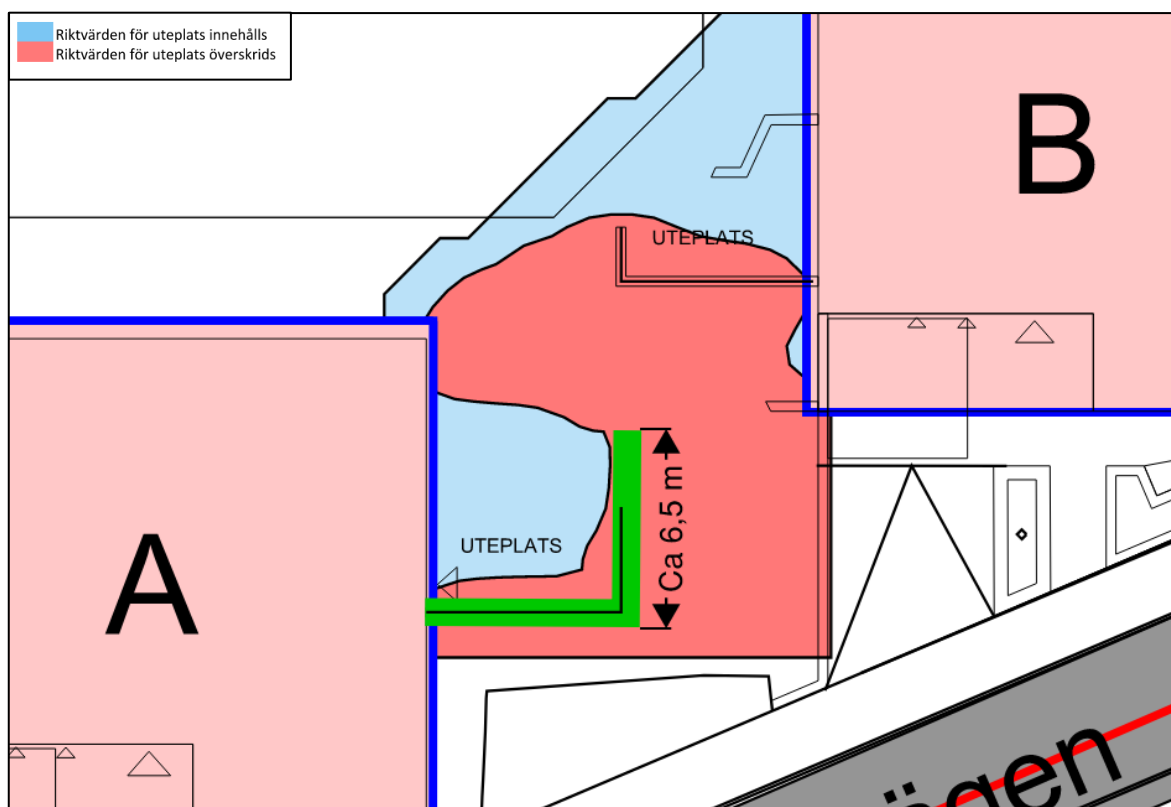 Riktvärden för uteplats innehålls
Riktvärden för uteplats överskrids
B
UTEPLATS
Ca 6,5 m
UTEPLATS
A